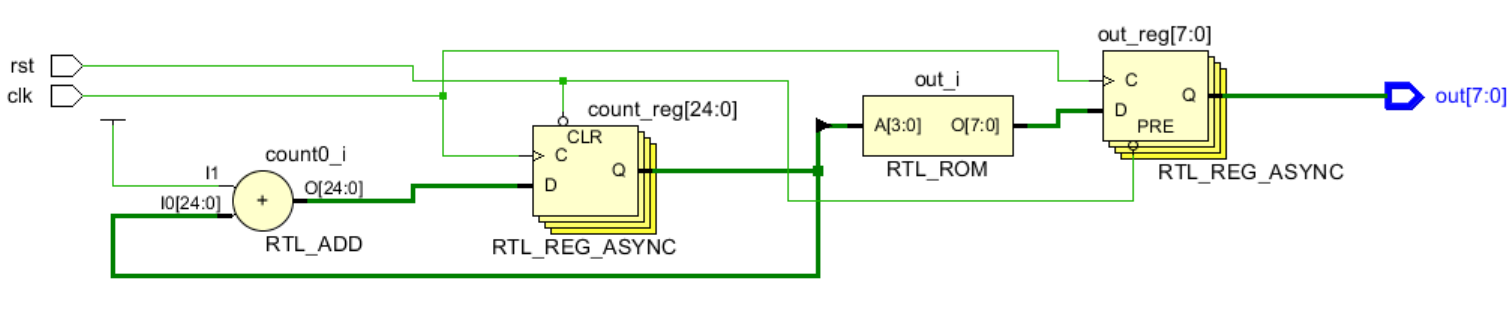 rst
clk
count0_i
I1
I0[24:0]
+
O[24:0]
RTL_ADD
count_reg[24:0]
CLR
C
D
Q
RTL_REG_ASYNC
out_i
A[3:0]
O[7:0]
RTL_ROM
out_reg[7:0]
C
D
Q
PRE
RTL_REG_ASYNC
out[7:0]